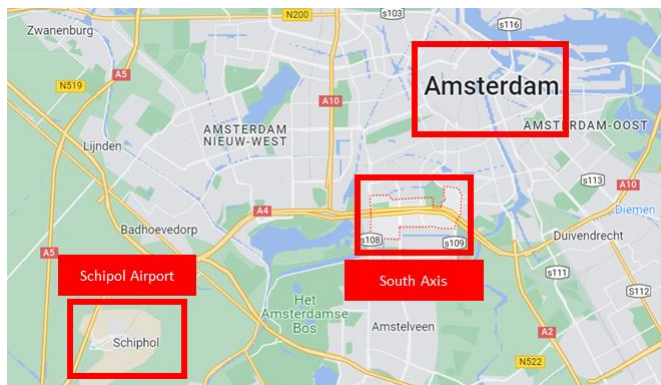 Zwanenburg
N200
s103
s116
A5
N519
A10
Amsterdam
AMSTERDAM
NIEUW-WEST
AMSTERDAM-OOST
Lijnden
s113
A10
A4
Diemen
Badhoevedorp
s108
s109
Duivendrecht
A5
Schipol Airport
South Axis
s111
S112
Het
Amsterdamse
Bos
Amstelveen
A2
Schiphol
N522